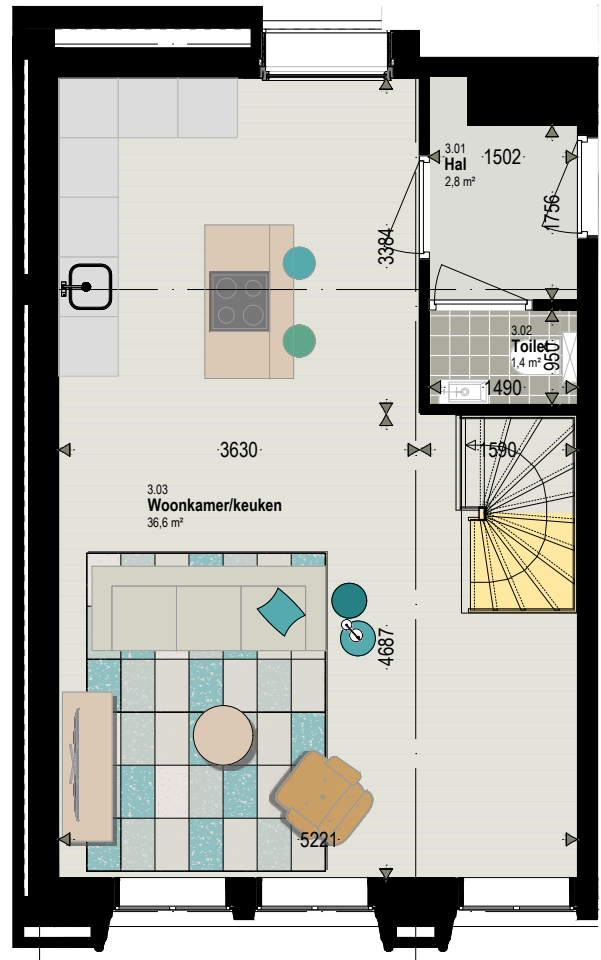 3.01
Hal
2,8 m²
1502
1756
3384
3.02
Toilet
1,4 m²
950
1490
3630
1590
3.03
Woonkamer/keuken
36,6 m²
4687
5221